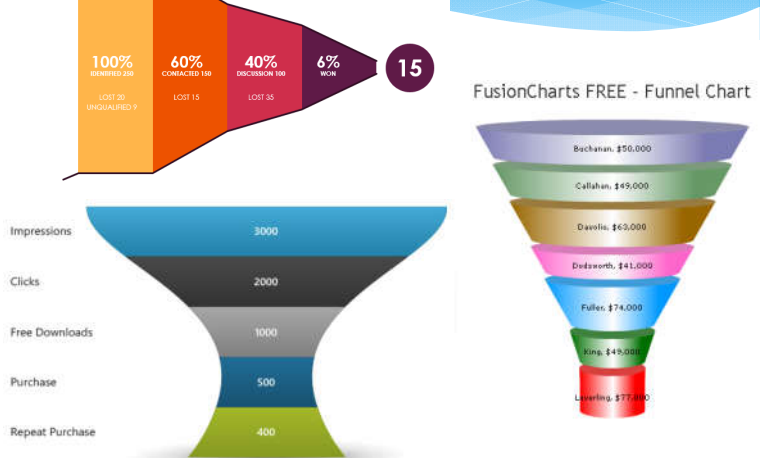 100%
IDENTIFIED 250
LOST 20
UNQUALIFIED 9
60%
CONTACTED 150
LOST 15
40%
DISCUSSION 100
LOST 35
6%
WON
15
FusionCharts FREE - Funnel Chart
Buchanan, $50,000
Callahan, $49,000
Davolio, $63,000
Dodsworth, $41,000
Fuller, $74,000
King, $49,000
Leverling, $77,000
Impressions
3000
Clicks
2000
Free Downloads
1000
Purchase
500
Repeat Purchase
400